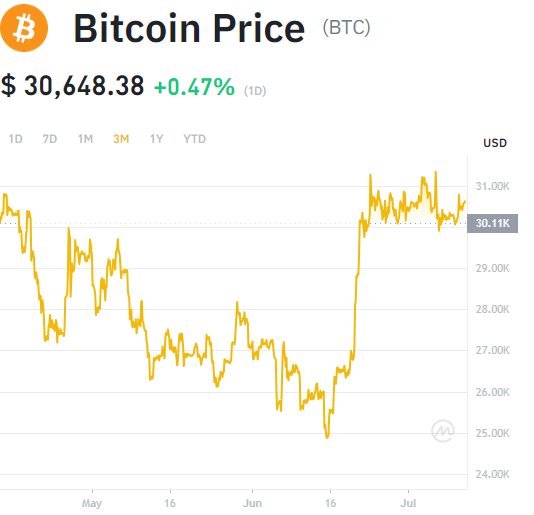 Bitcoin Price (BTC)
$ 30,648.38 +0.47% (1D)
1D 7D 1M 3M 1Y YTD
USD
31.00K
30.11K
29.00K
28.00K
27.00K
26.00K
25.00K
24.00K
May 16 Jun 16 Jul